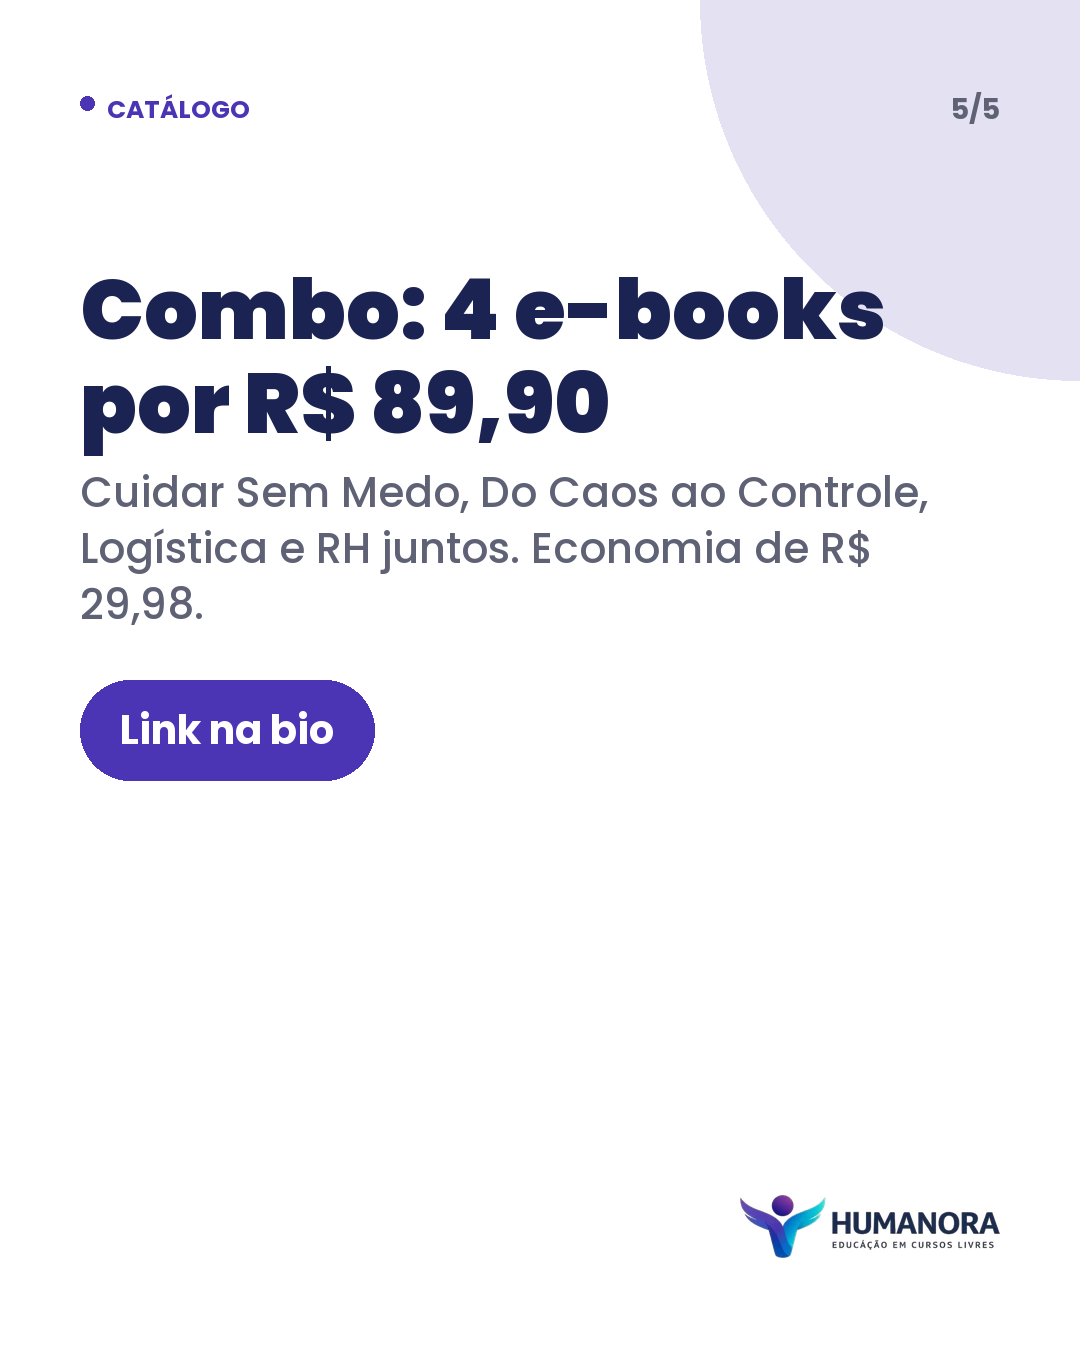 CATÁLOGO
5/5
Combo: 4 e-books
por R$ 89,90
Cuidar Sem Medo, Do Caos ao Controle,
Logística e RH juntos. Economia de R$
29,98.
Link na bio
HUMANORA
EDUCÁÇÃO EM CURSOS LIVRES